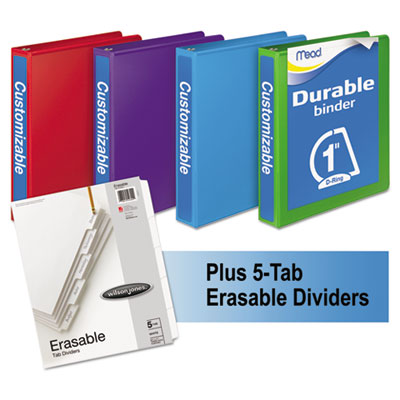 Customizable
Customizable
Customizable
Customizable
Mead
Durable
binder
1"
D-Ring
Plus 5-Tab
Erasable Dividers
Erasable
wilson jones
5
Erasable
Tab Dividers